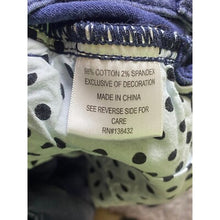 98% COTTON 2% SPANDEX
EXCLUSIVE OF DECORATION
MADE IN CHINA
SEE REVERSE SIDE FOR
CARE
RN#138432